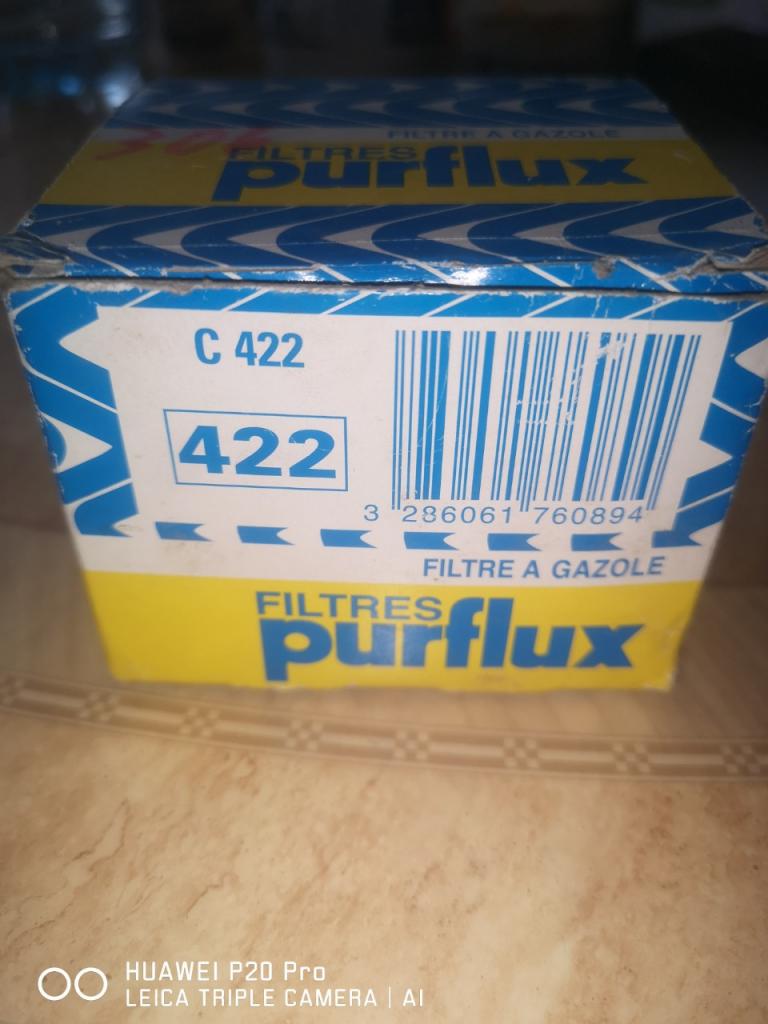 306
FILTRE A GAZOLE
FILTRES
purflux
C 422
422
3 286061 760894
FILTRE A GAZOLE
FILTRES
purflux
HUAWEI P20 Pro
LEICA TRIPLE CAMERA | AI